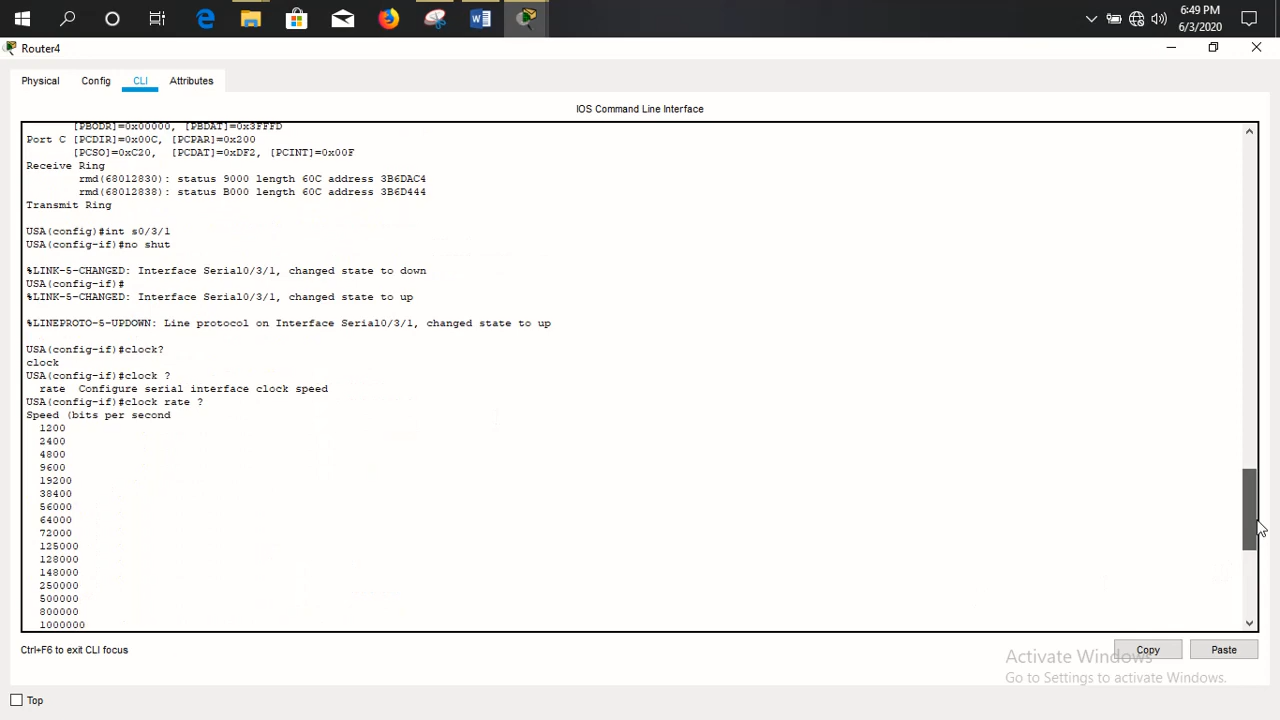 6:49 PM
6/3/2020
Router4
Physical Config CLI Attributes
IOS Command Line Interface
[PBODR]=0x00000, [PBDAT]=0x3FFFD
Port C [PCDIR]=0x00C, [PCPAR]=0x200
[PCSO]=0xC20, [PCDAT]=0xDF2, [PCINT]=0x00F
Receive Ring
rmd(68012830): status 9000 length 60C address 3B6DAC4
rmd(68012838): status B000 length 60C address 3B6D444
Transmit Ring
USA(config)#int s0/3/1
USA(config-if)#no shut
%LINK-5-CHANGED: Interface Serial0/3/1, changed state to down
USA(config-if)#
%LINK-5-CHANGED: Interface Serial0/3/1, changed state to up
%LINEPROTO-5-UPDOWN: Line protocol on Interface Serial0/3/1, changed state to up
USA(config-if)#clock?
clock
USA(config-if)#clock ?
rate Configure serial interface clock speed
USA(config-if)#clock rate ?
Speed (bits per second
1200
2400
4800
9600
19200
38400
56000
64000
72000
125000
128000
148000
250000
500000
800000
1000000
Ctrl+F6 to exit CLI focus
Copy Paste
Activate Windows
Go to Settings to activate Windows.
Top